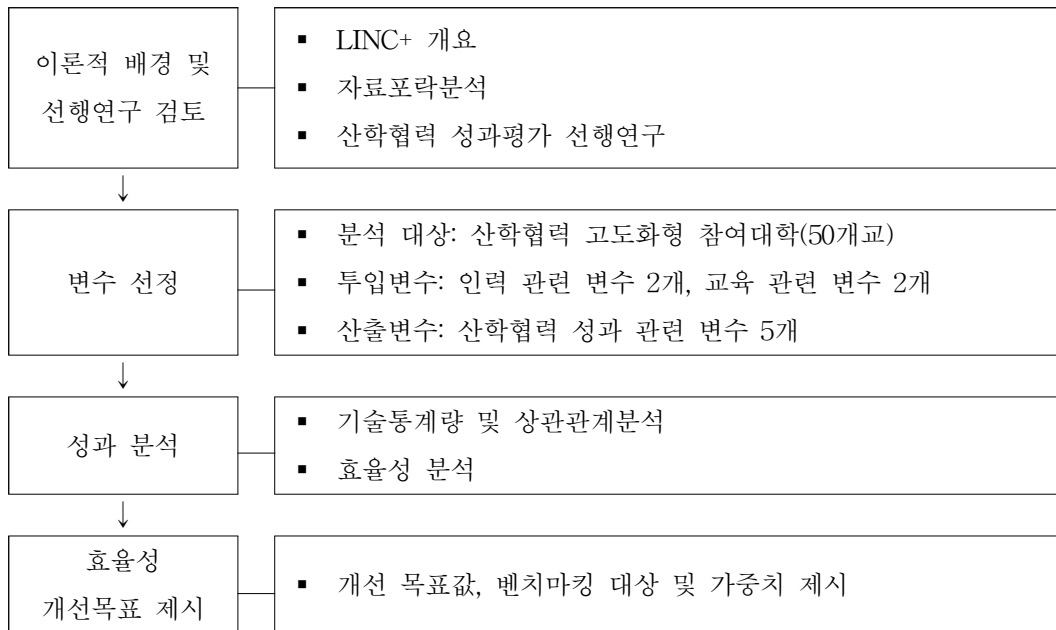 이론적 배경 및
선행연구 검토
▪ LINC+ 개요
▪ 자료포락분석
▪ 산학협력 성과평가 선행연구
↓
변수 선정
▪ 분석 대상: 산학협력 고도화형 참여대학(50개교)
▪ 투입변수: 인력 관련 변수 2개, 교육 관련 변수 2개
▪ 산출변수: 산학협력 성과 관련 변수 5개
↓
성과 분석
▪ 기술통계량 및 상관관계분석
▪ 효율성 분석
↓
효율성
개선목표 제시
▪ 개선 목표값, 벤치마킹 대상 및 가중치 제시